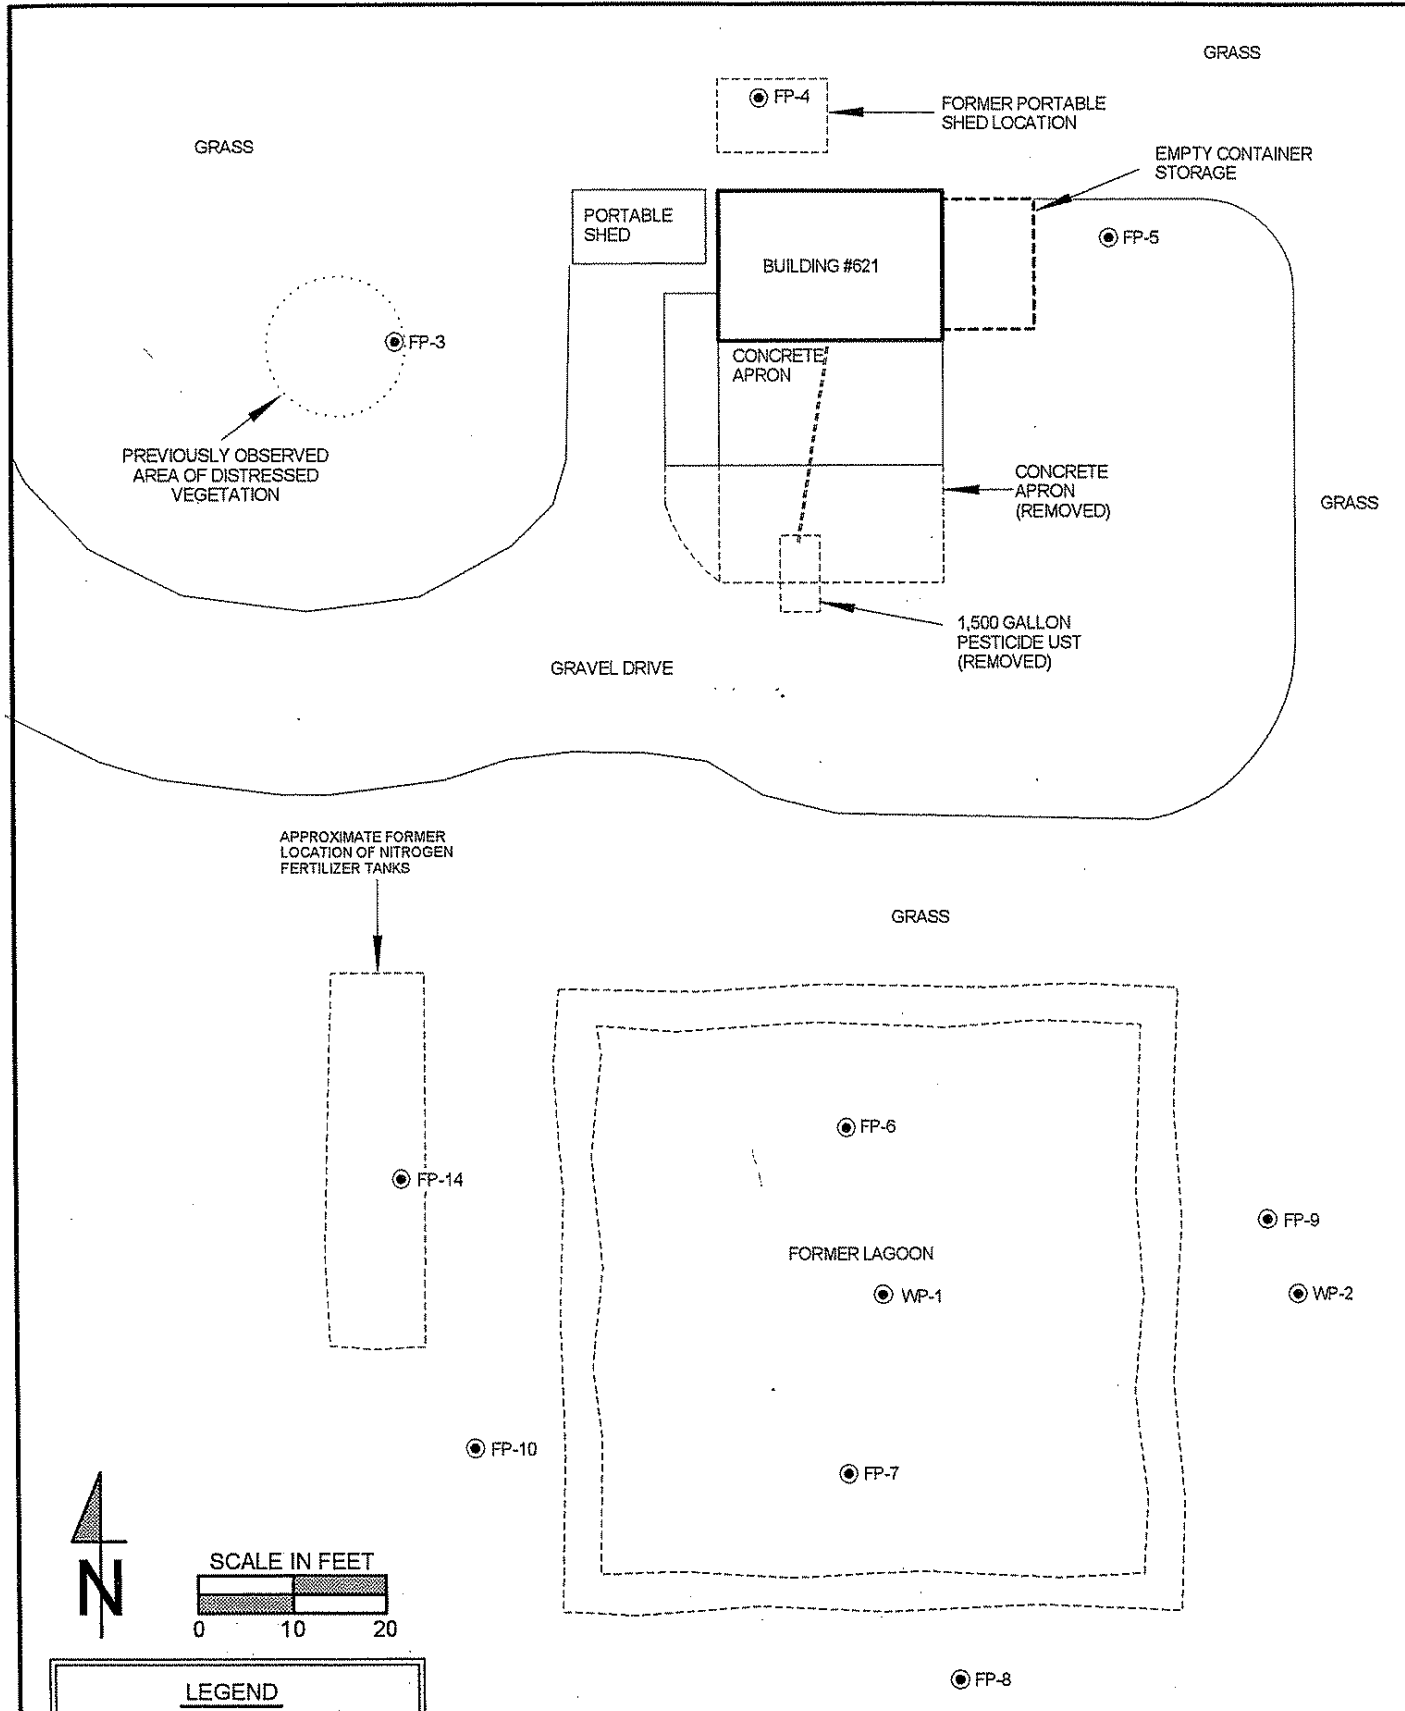 GRASS
FP-4
FORMER PORTABLE
SHED LOCATION
GRASS
EMPTY CONTAINER
STORAGE
PORTABLE
SHED
BUILDING #621
FP-5
FP-3
CONCRETE
APRON
PREVIOUSLY OBSERVED
AREA OF DISTRESSED
VEGETATION
CONCRETE
APRON
(REMOVED)
GRASS
1,500 GALLON
PESTICIDE UST
(REMOVED)
GRAVEL DRIVE
APPROXIMATE FORMER
LOCATION OF NITROGEN
FERTILIZER TANKS
GRASS
FP-6
FP-14
FP-9
FORMER LAGOON
WP-1
WP-2
FP-10
FP-7
N
SCALE IN FEET
0 10 20
FP-8
LEGEND